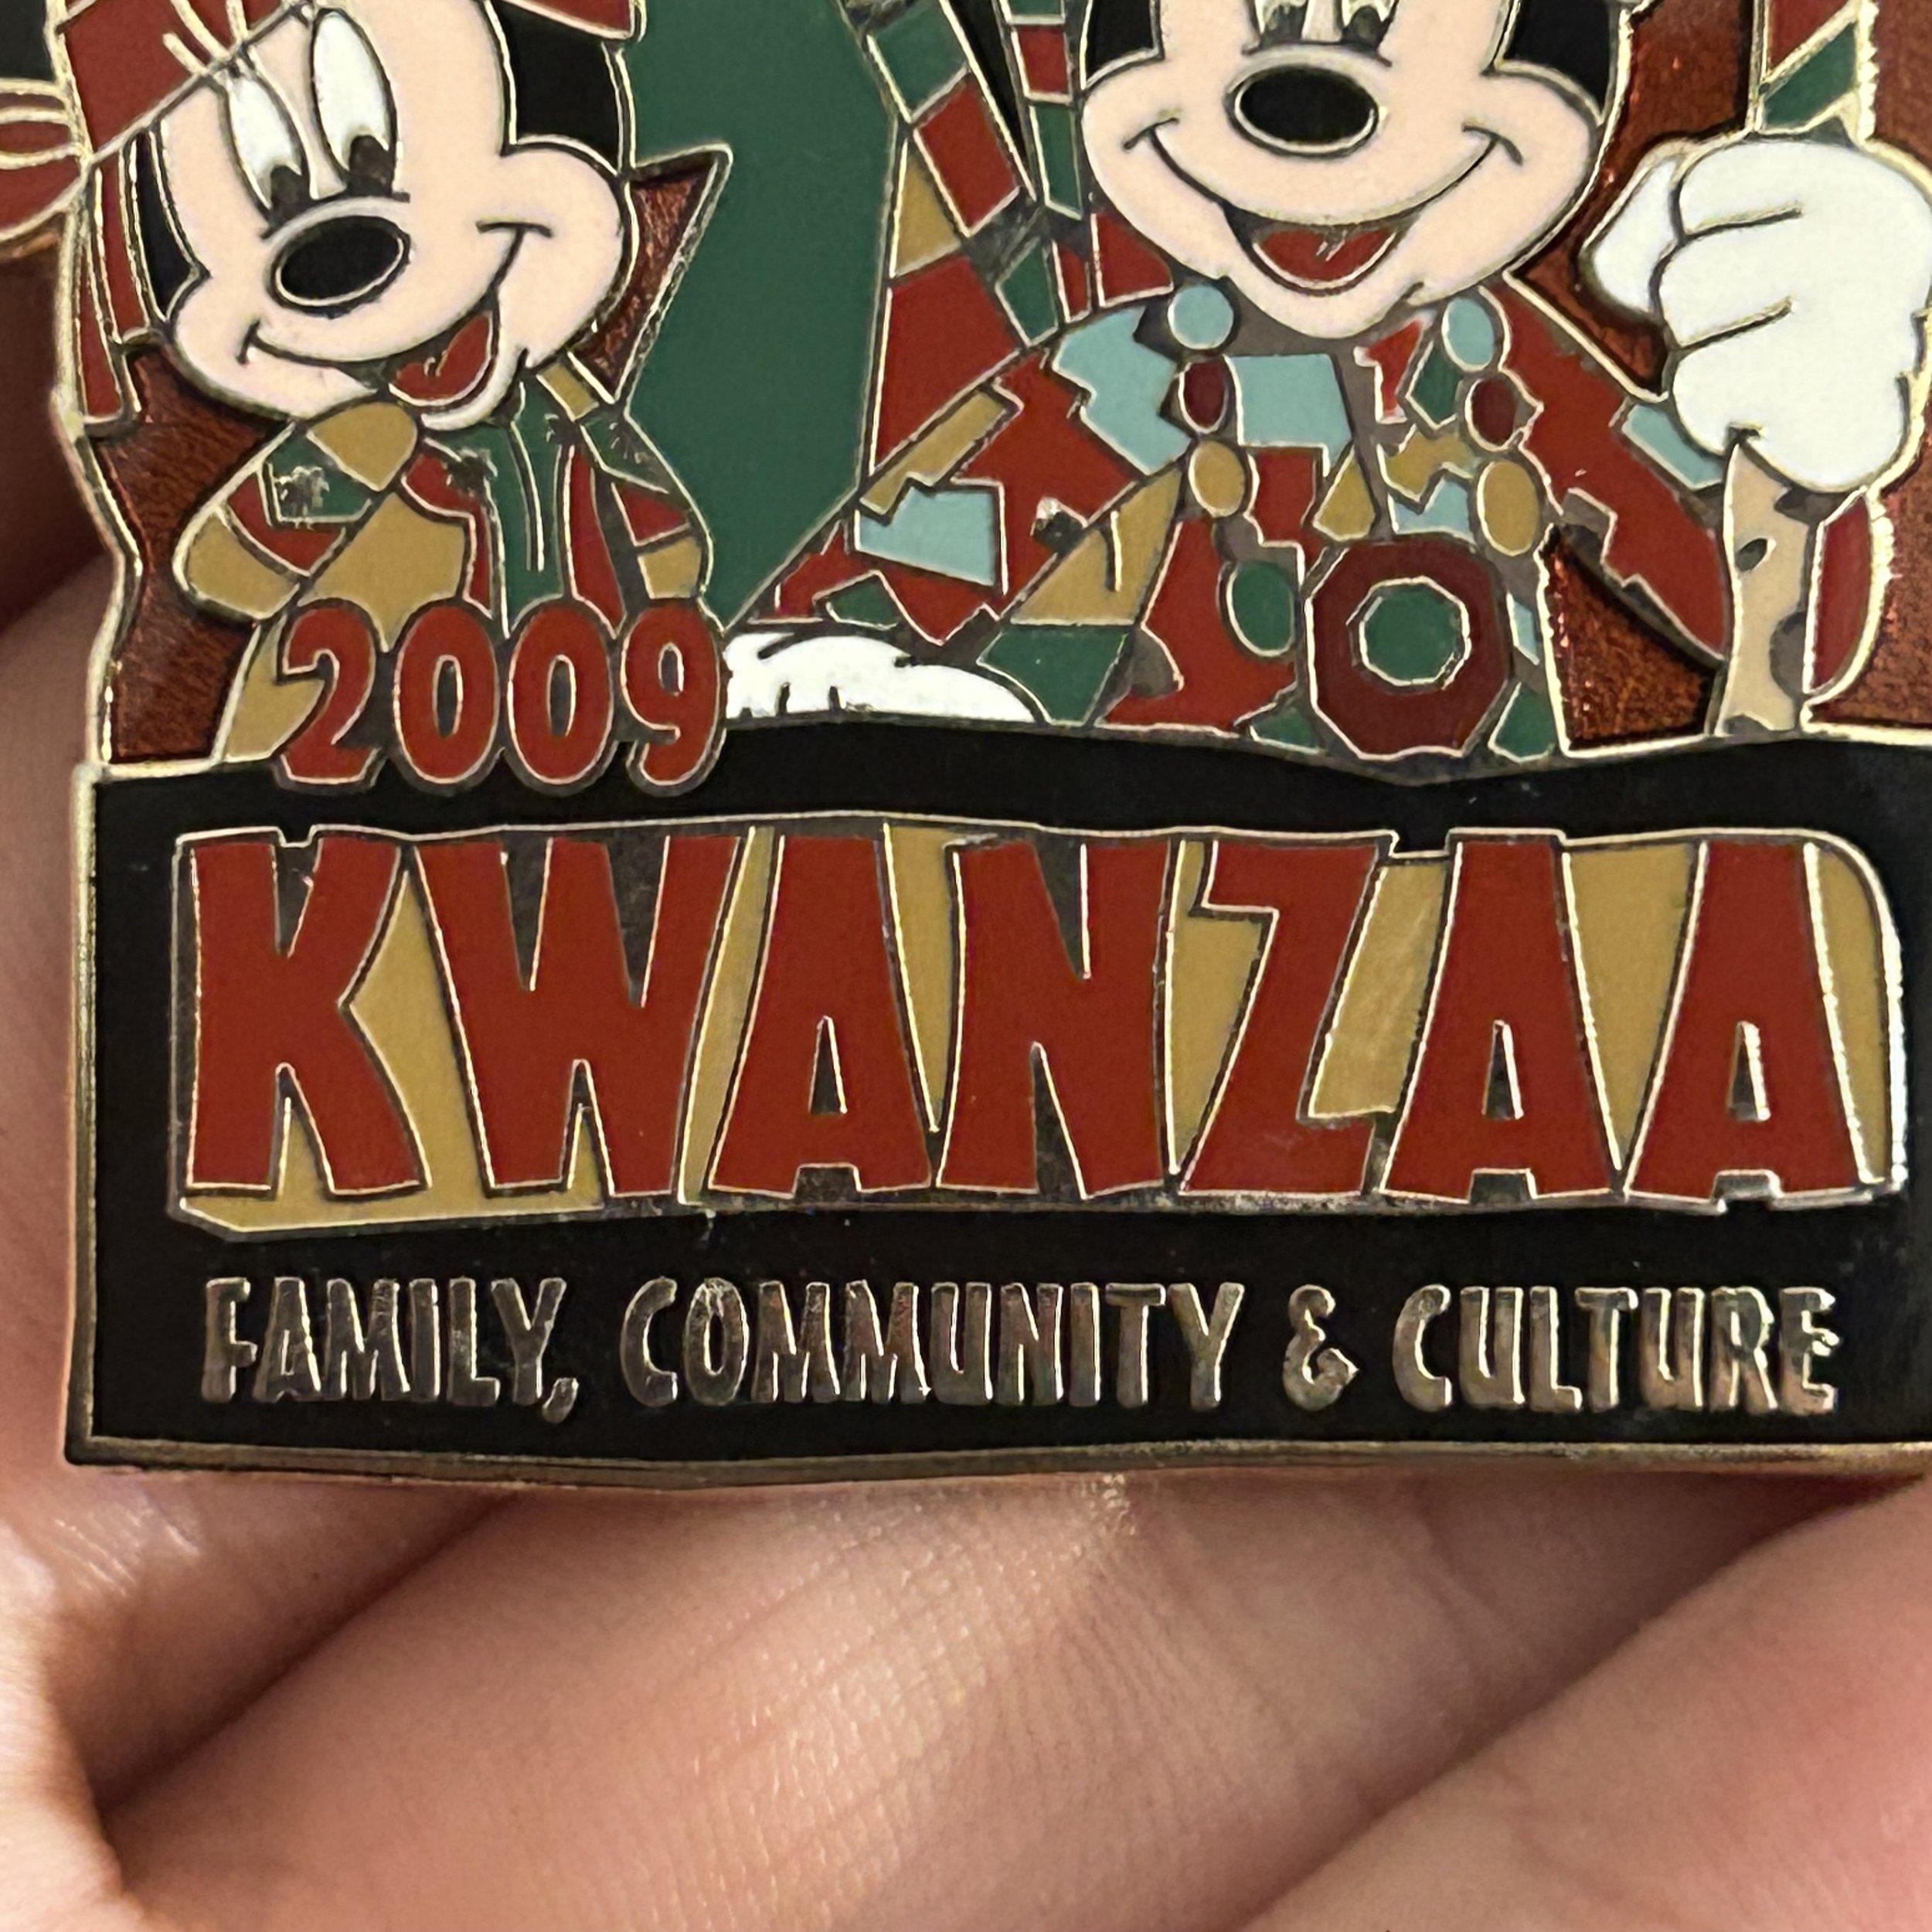 2009
KWANZAA
FAMILY, COMMUNITY & CULTURE